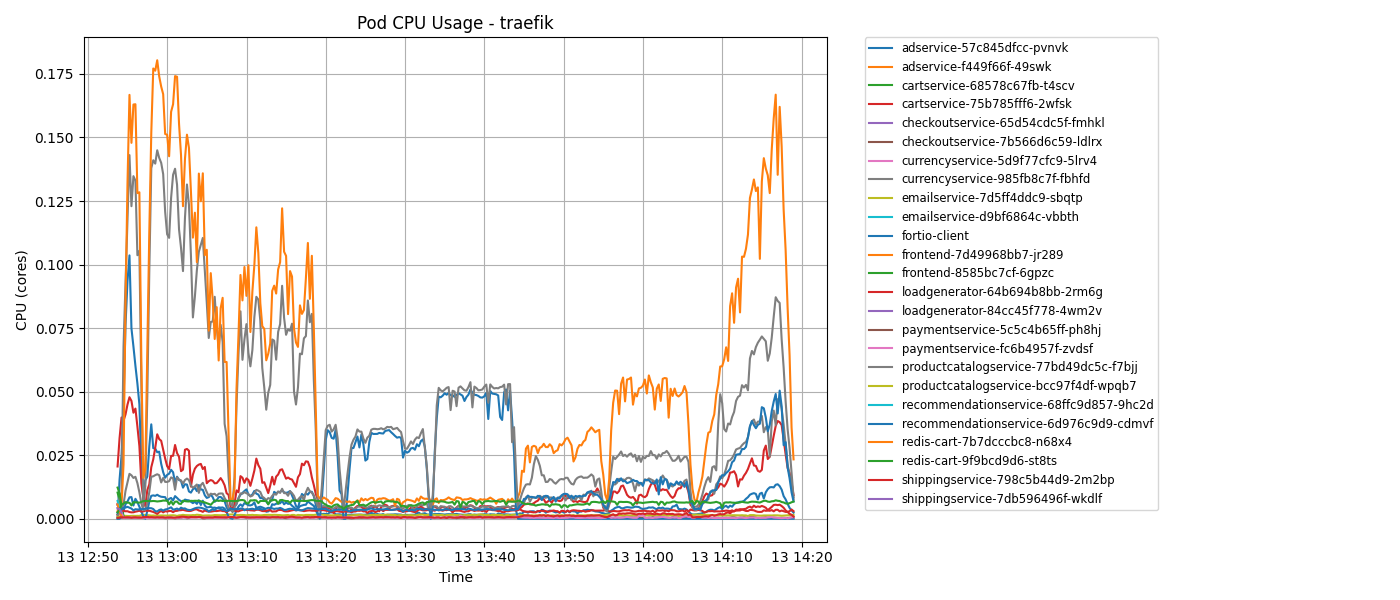 Pod CPU Usage - traefik
CPU (cores)
0.175
0.150
0.125
0.100
0.075
0.050
0.025
0.000
13 12:50
13 13:00
13 13:10
13 13:20
13 13:30
13 13:40
13 13:50
13 14:00
13 14:10
13 14:20
Time
adservice-57c845dfcc-pvnvk
adservice-f449f66f-49swk
cartservice-68578c67fb-t4scv
cartservice-75b785fff6-2wfsk
checkoutservice-65d54cdc5f-fmhkl
checkoutservice-7b566d6c59-ldlrx
currencyservice-5d9f77cfc9-5lrv4
currencyservice-985fb8c7f-fbhfd
emailservice-7d5ff4ddc9-sbqtp
emailservice-d9bf6864c-vbbth
fortio-client
frontend-7d49968bb7-jr289
frontend-8585bc7cf-6gpzc
loadgenerator-64b694b8bb-2rm6g
loadgenerator-84cc45f778-4wm2v
paymentservice-5c5c4b65ff-ph8hj
paymentservice-fc6b4957f-zvdsf
productcatalogservice-77bd49dc5c-f7bjj
productcatalogservice-bcc97f4df-wpqb7
recommendationservice-68ffc9d857-9hc2d
recommendationservice-6d976c9d9-cdmvf
redis-cart-7b7dcccbc8-n68x4
redis-cart-9f9bcd9d6-st8ts
shippingservice-798c5b44d9-2m2bp
shippingservice-7db596496f-wkdlf